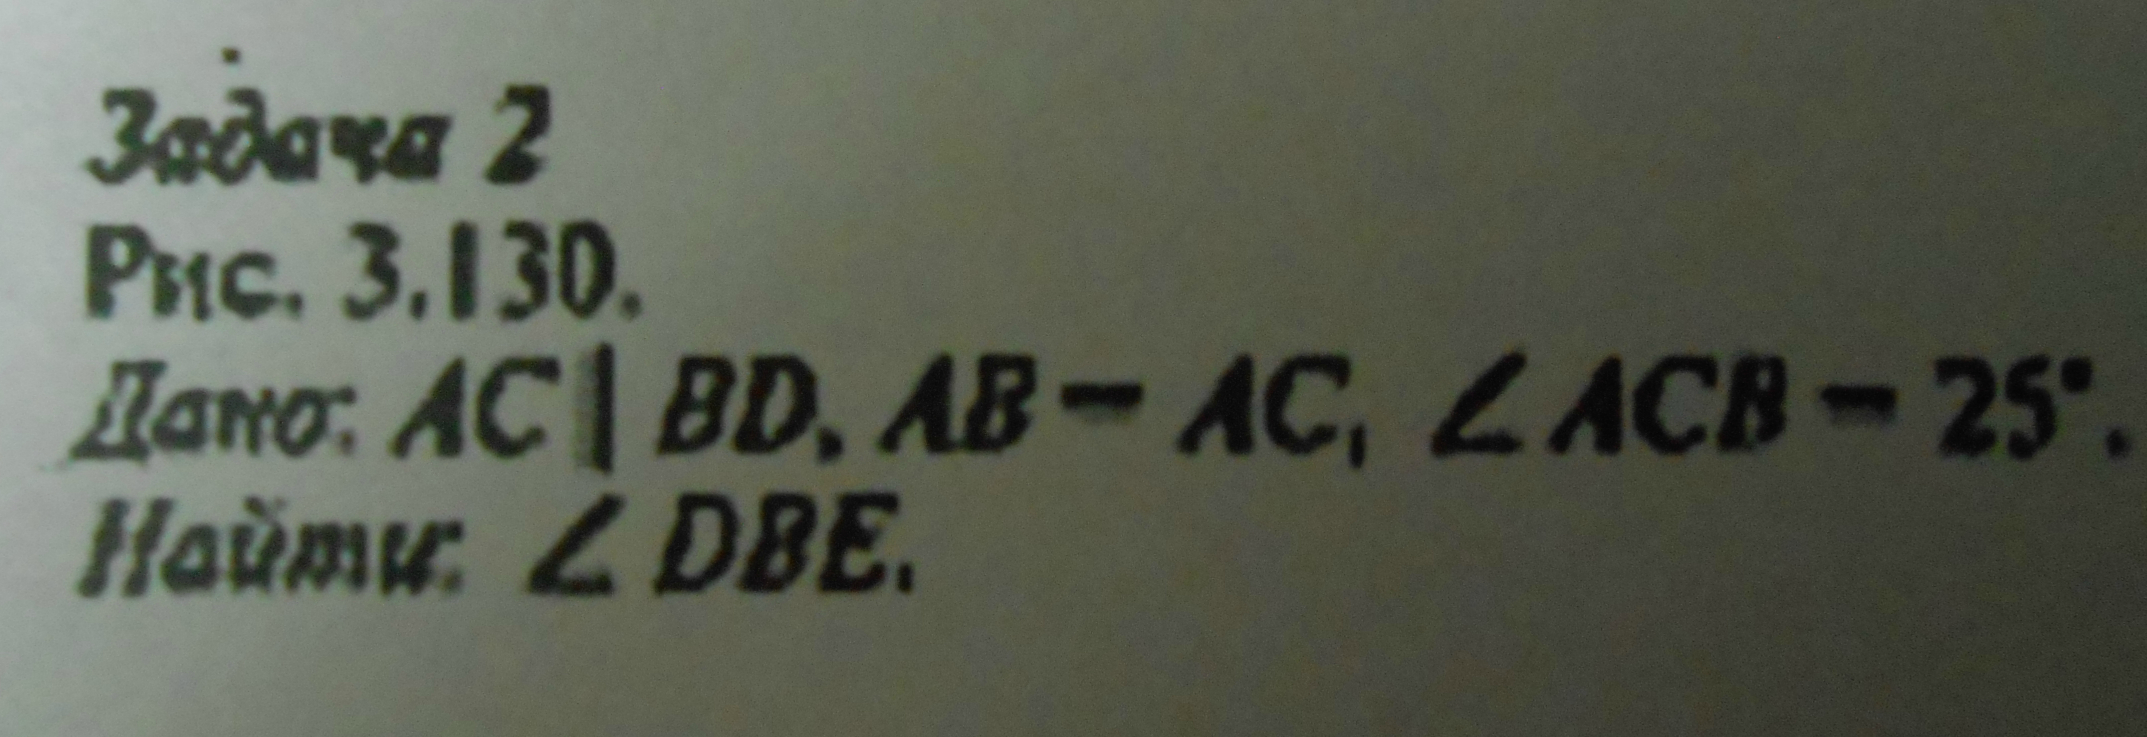 Задача 2
Рис. 3.130.
Дано: AC || BD, AB = AC, ∠ACB = 25°.
Найти: ∠DBE.